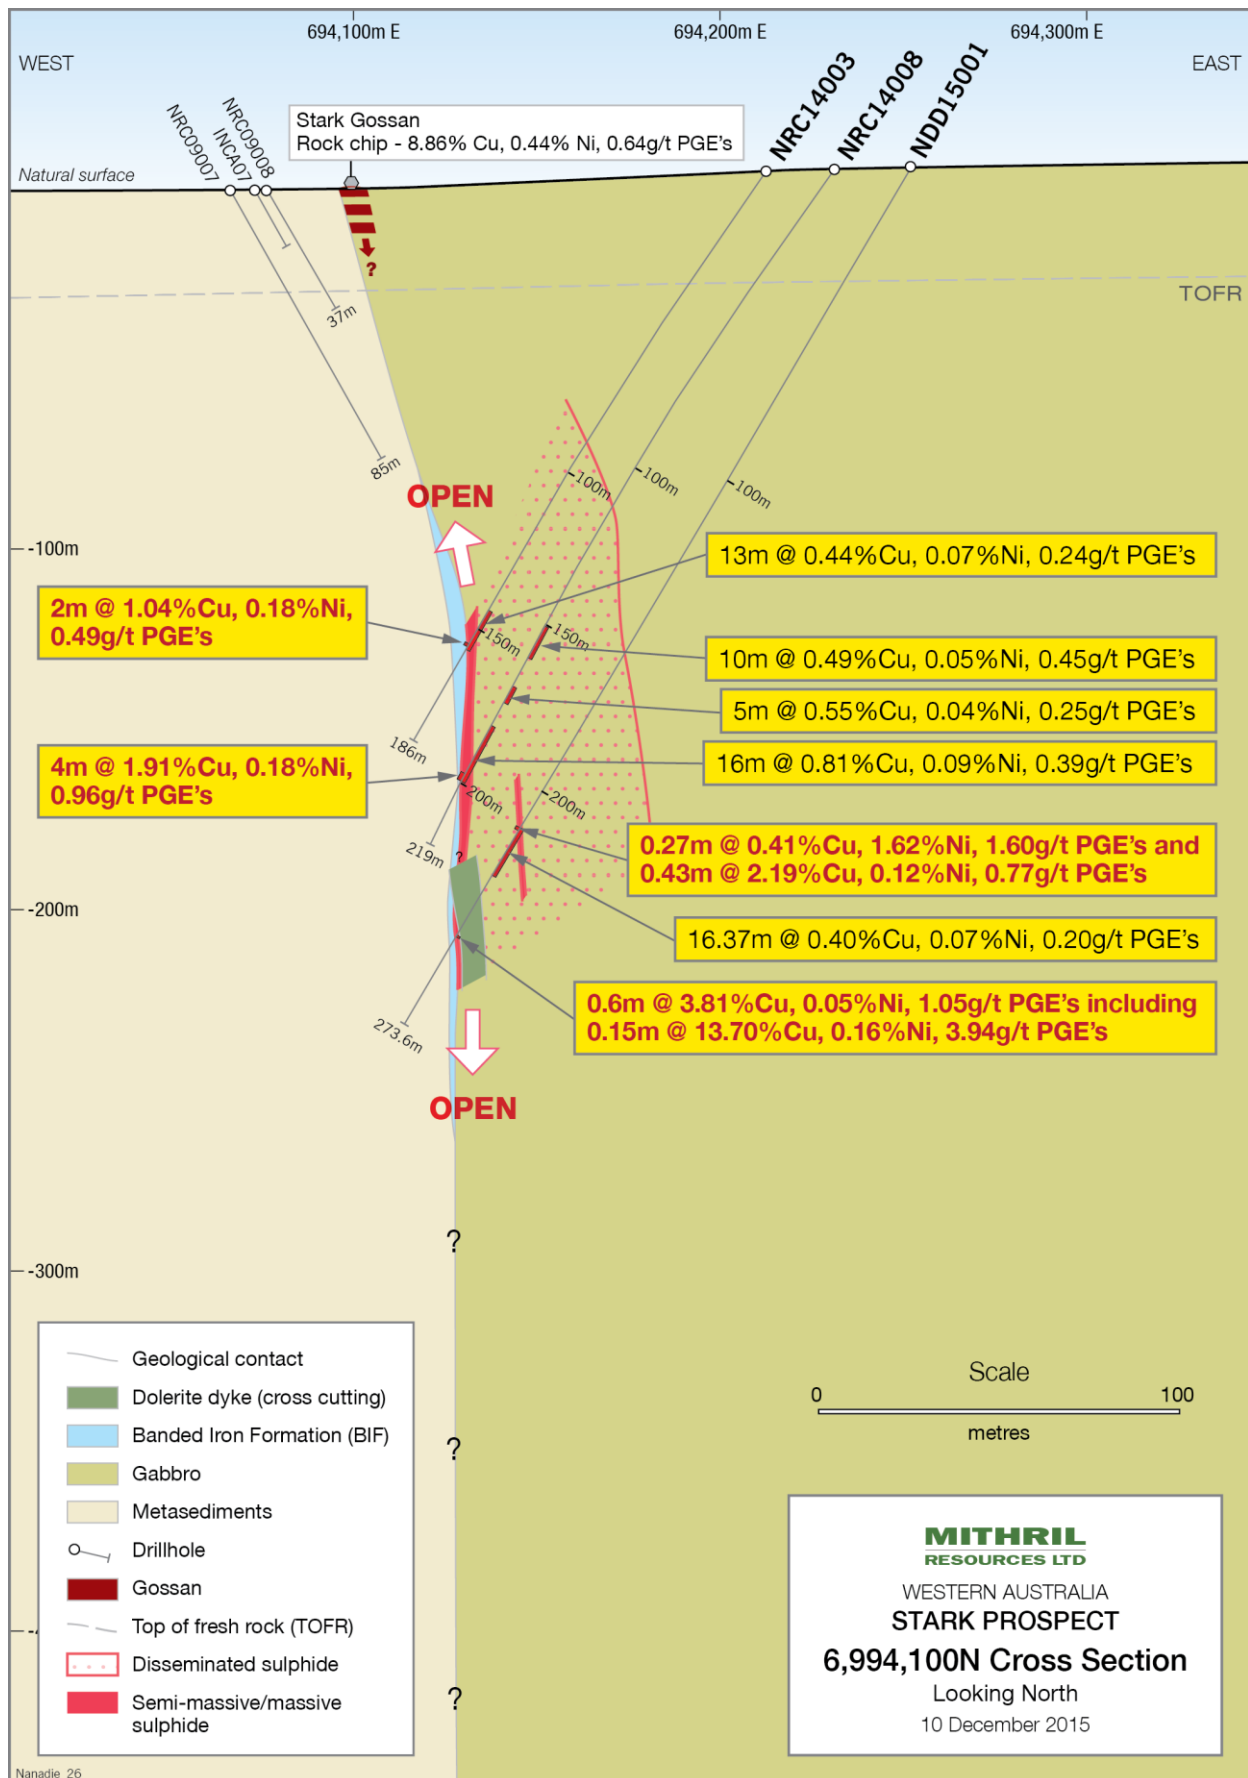 694,100m E
694,200m E
694,300m E
WEST
EAST
NRC09007
INCA07
NRC09008
Stark Gossan
Rock chip - 8.86% Cu, 0.44% Ni, 0.64g/t PGE's
NRC14003
NRC14008
NDD15001
Natural surface
?
TOFR
37m
85m
-100m
-100m
-100m
OPEN
-100m
13m @ 0.44%Cu, 0.07%Ni, 0.24g/t PGE's
2m @ 1.04%Cu, 0.18%Ni,
0.49g/t PGE's
-150m
-150m
10m @ 0.49%Cu, 0.05%Ni, 0.45g/t PGE's
5m @ 0.55%Cu, 0.04%Ni, 0.25g/t PGE's
186m
16m @ 0.81%Cu, 0.09%Ni, 0.39g/t PGE's
4m @ 1.91%Cu, 0.18%Ni,
0.96g/t PGE's
-200m
-200m
219m
?
0.27m @ 0.41%Cu, 1.62%Ni, 1.60g/t PGE's and
0.43m @ 2.19%Cu, 0.12%Ni, 0.77g/t PGE's
-200m
16.37m @ 0.40%Cu, 0.07%Ni, 0.20g/t PGE's
0.6m @ 3.81%Cu, 0.05%Ni, 1.05g/t PGE's including
0.15m @ 13.70%Cu, 0.16%Ni, 3.94g/t PGE's
273.6m
OPEN
?
-300m
Geological contact
Dolerite dyke (cross cutting)
Banded Iron Formation (BIF)
Gabbro
Metasediments
Drillhole
Gossan
Top of fresh rock (TOFR)
Disseminated sulphide
Semi-massive/massive
sulphide
?
?
Scale
0 100
metres
MITHRIL
RESOURCES LTD
WESTERN AUSTRALIA
STARK PROSPECT
6,994,100N Cross Section
Looking North
10 December 2015
Nanadie 26